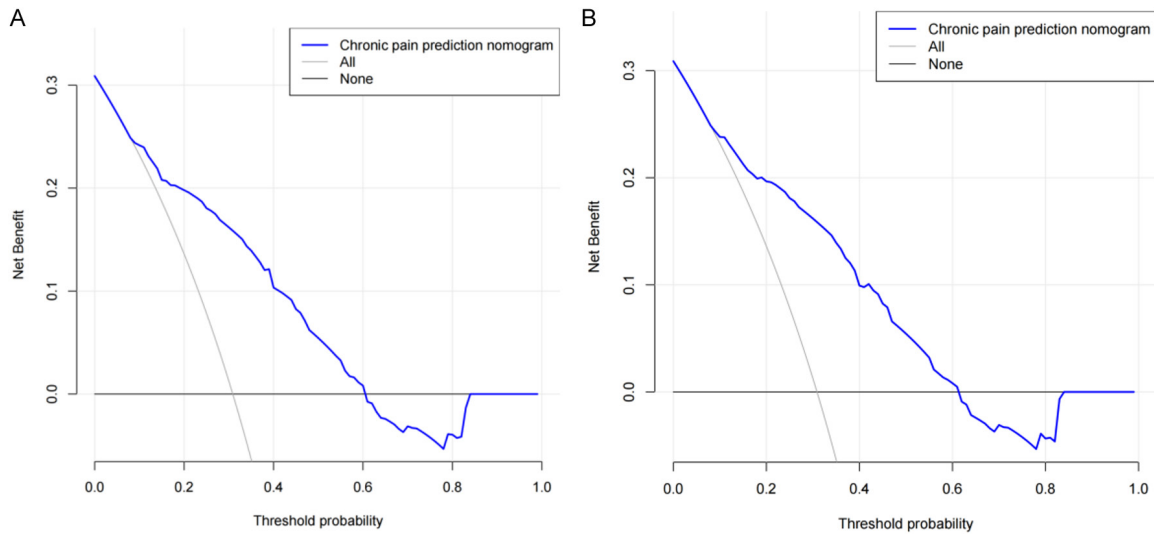 A
Chronic pain prediction nomogram
All
None
0.3
0.2
0.1
0.0
Net Benefit
0.0 0.2 0.4 0.6 0.8 1.0
Threshold probability
B
Chronic pain prediction nomogram
All
None
0.3
0.2
0.1
0.0
Net Benefit
0.0 0.2 0.4 0.6 0.8 1.0
Threshold probability